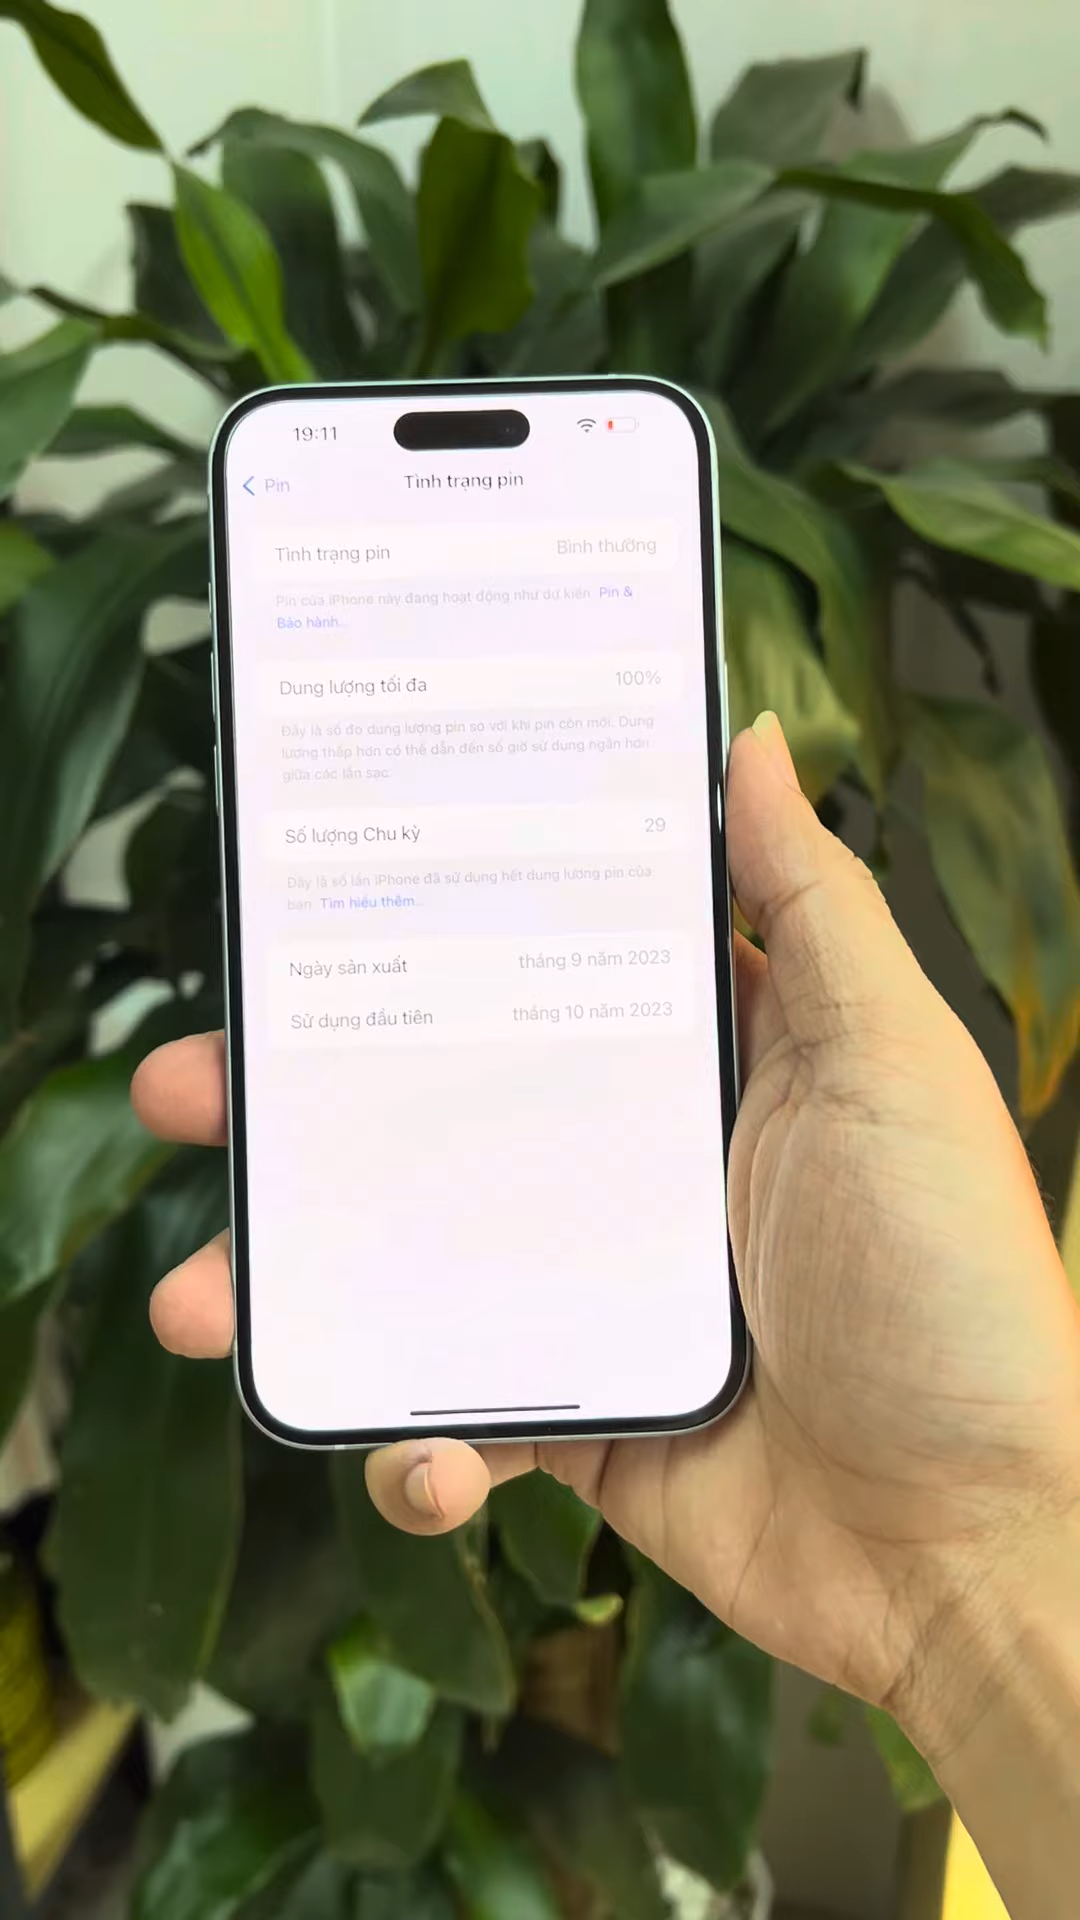 19:11
Pin
Tình trạng pin
Tình trạng pin
Bình thường
Pin của iPhone này đang hoạt động như dự kiến. Pin &
Bảo hành...
Dung lượng tối đa
100%
Đây là số đo dung lượng pin so với khi pin còn mới. Dung
lượng thấp hơn có thể dẫn đến số giờ sử dụng ngắn hơn
giữa các lần sạc.
Số lượng Chu kỳ
29
Đây là số lần iPhone đã sử dụng hết dung lượng pin của
bạn. Tìm hiểu thêm...
Ngày sản xuất
tháng 9 năm 2023
Sử dụng đầu tiên
tháng 10 năm 2023